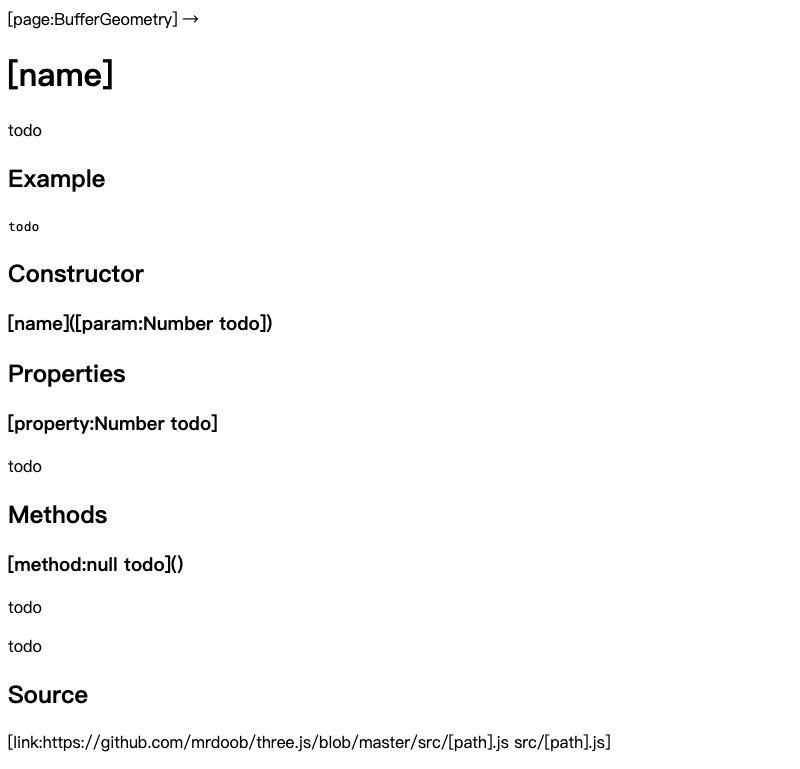 [page:BufferGeometry] →
[name]
todo
Example
todo
Constructor
[name]([param:Number todo])
Properties
[property:Number todo]
todo
Methods
[method:null todo]()
todo
todo
Source
[link:https://github.com/mrdoob/three.js/blob/master/src/[path].js src/[path].js]